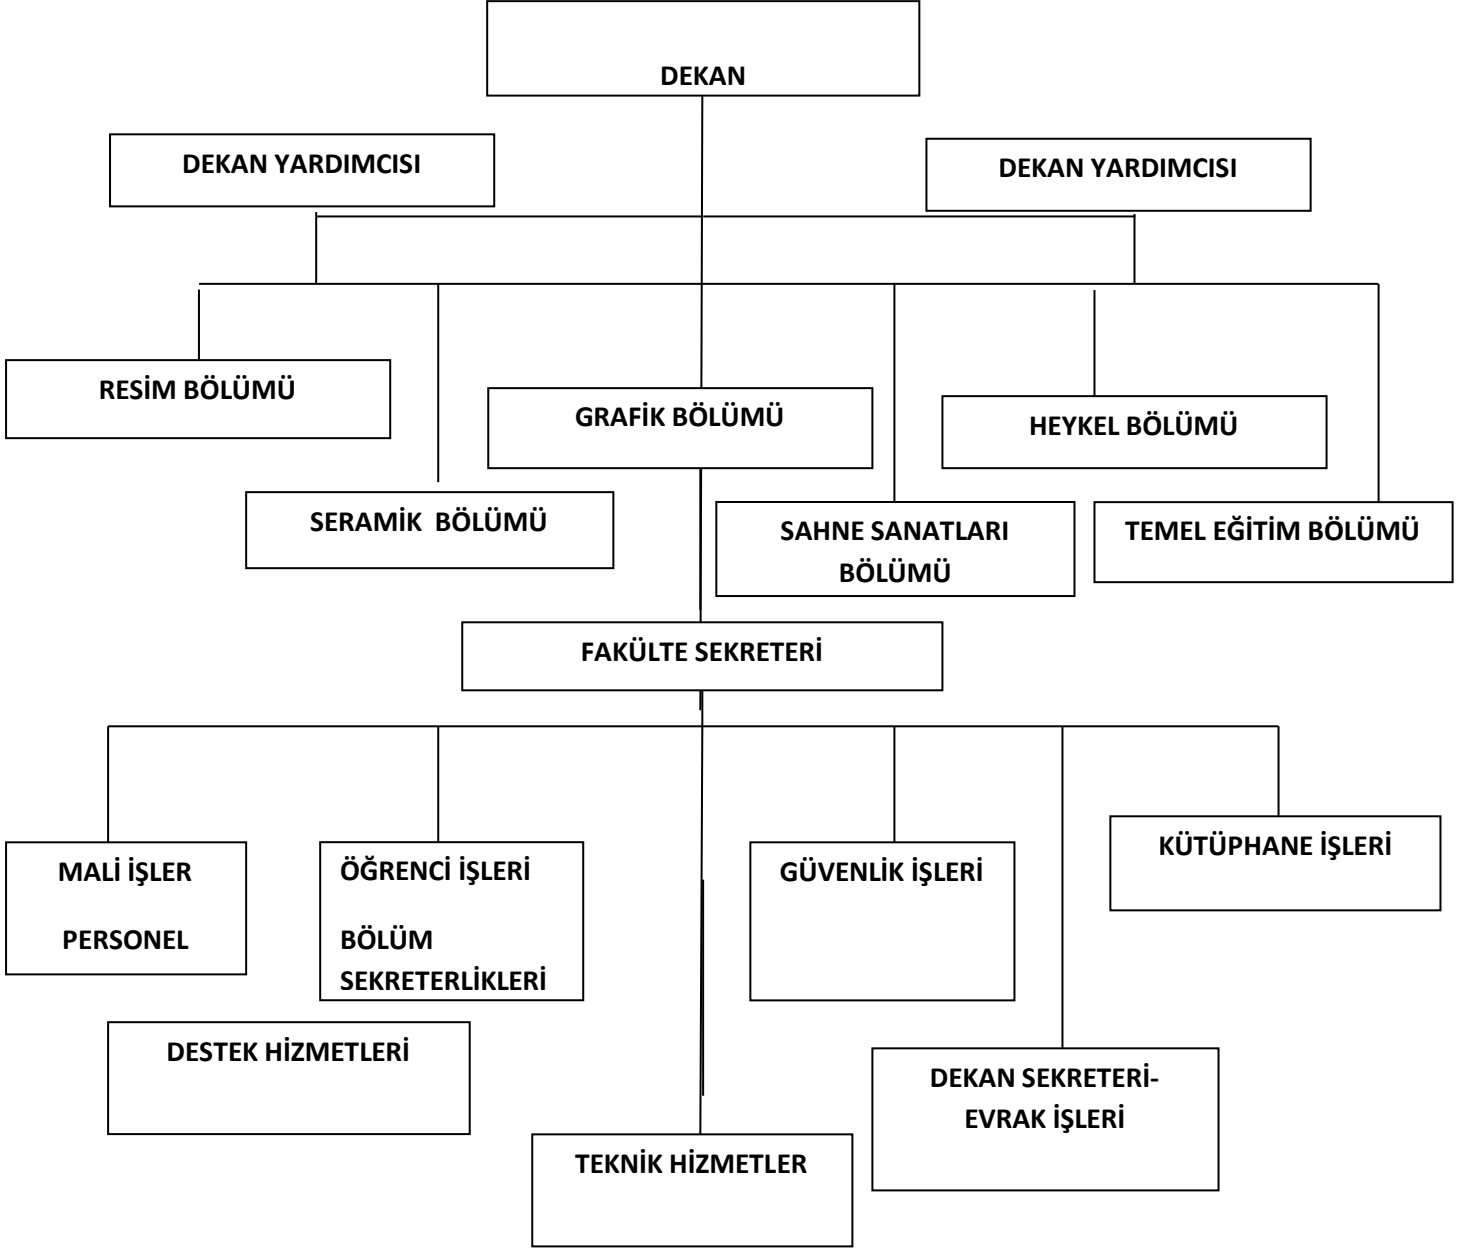 DEKAN
DEKAN YARDIMCISI
DEKAN YARDIMCISI
RESİM BÖLÜMÜ
GRAFİK BÖLÜMÜ
HEYKEL BÖLÜMÜ
SERAMİK  BÖLÜMÜ
SAHNE SANATLARI
BÖLÜMÜ
TEMEL EĞİTİM BÖLÜMÜ
FAKÜLTE SEKRETERİ
MALİ İŞLER
PERSONEL
ÖĞRENCİ İŞLERİ
BÖLÜM
SEKRETERLİKLERİ
GÜVENLİK İŞLERİ
KÜTÜPHANE İŞLERİ
DESTEK HİZMETLERİ
DEKAN SEKRETERİ-
EVRAK İŞLERİ
TEKNİK HİZMETLER